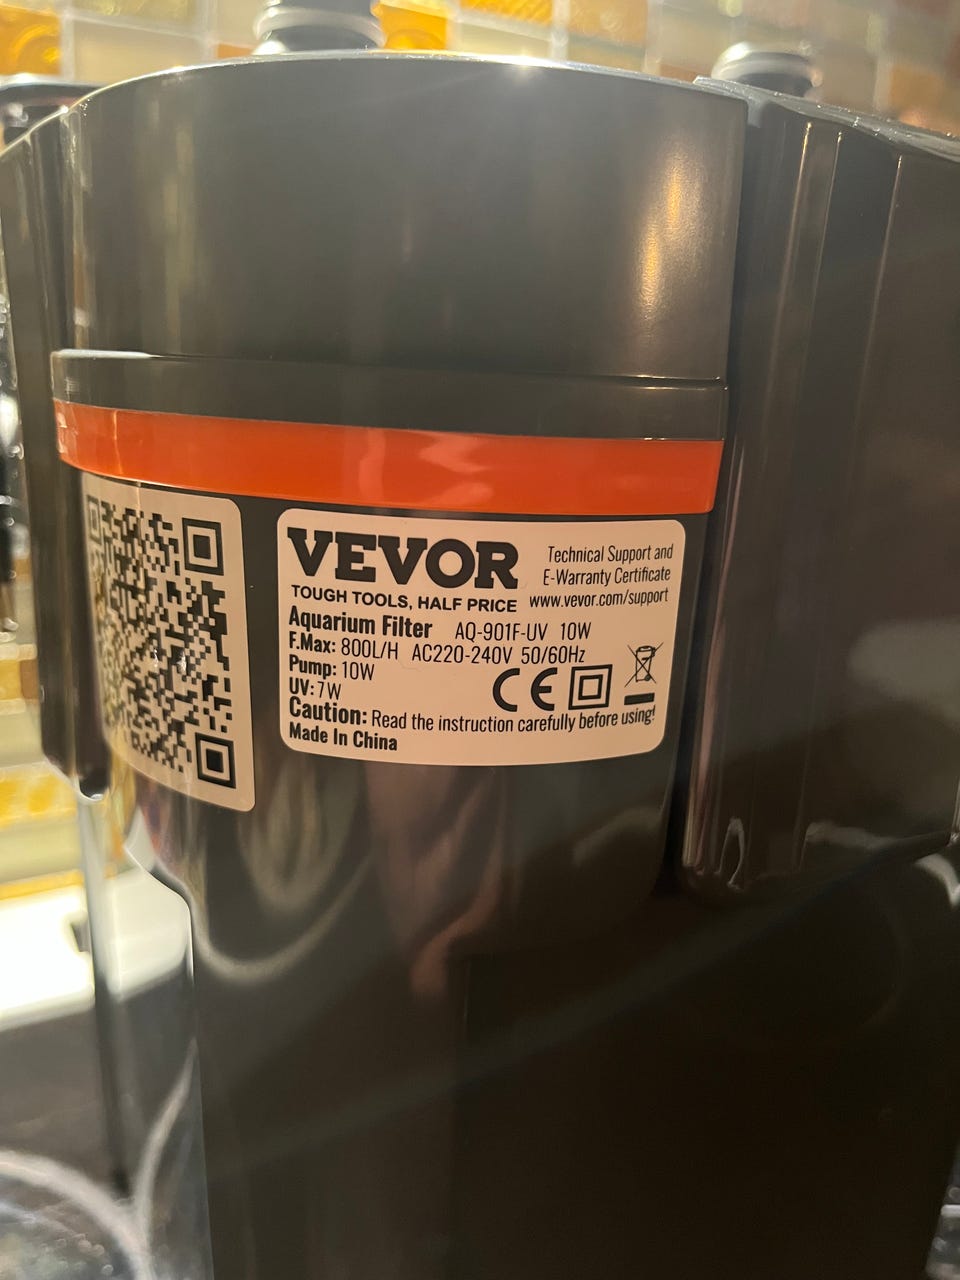 VEVOR
TOUGH TOOLS, HALF PRICE
Technical Support and
E-Warranty Certificate
www.vevor.com/support
Aquarium Filter AQ-901F-UV 10W
F.Max: 800L/H AC220-240V 50/60Hz
Pump: 10W
UV: 7W
CE
Caution: Read the instruction carefully before using!
Made In China